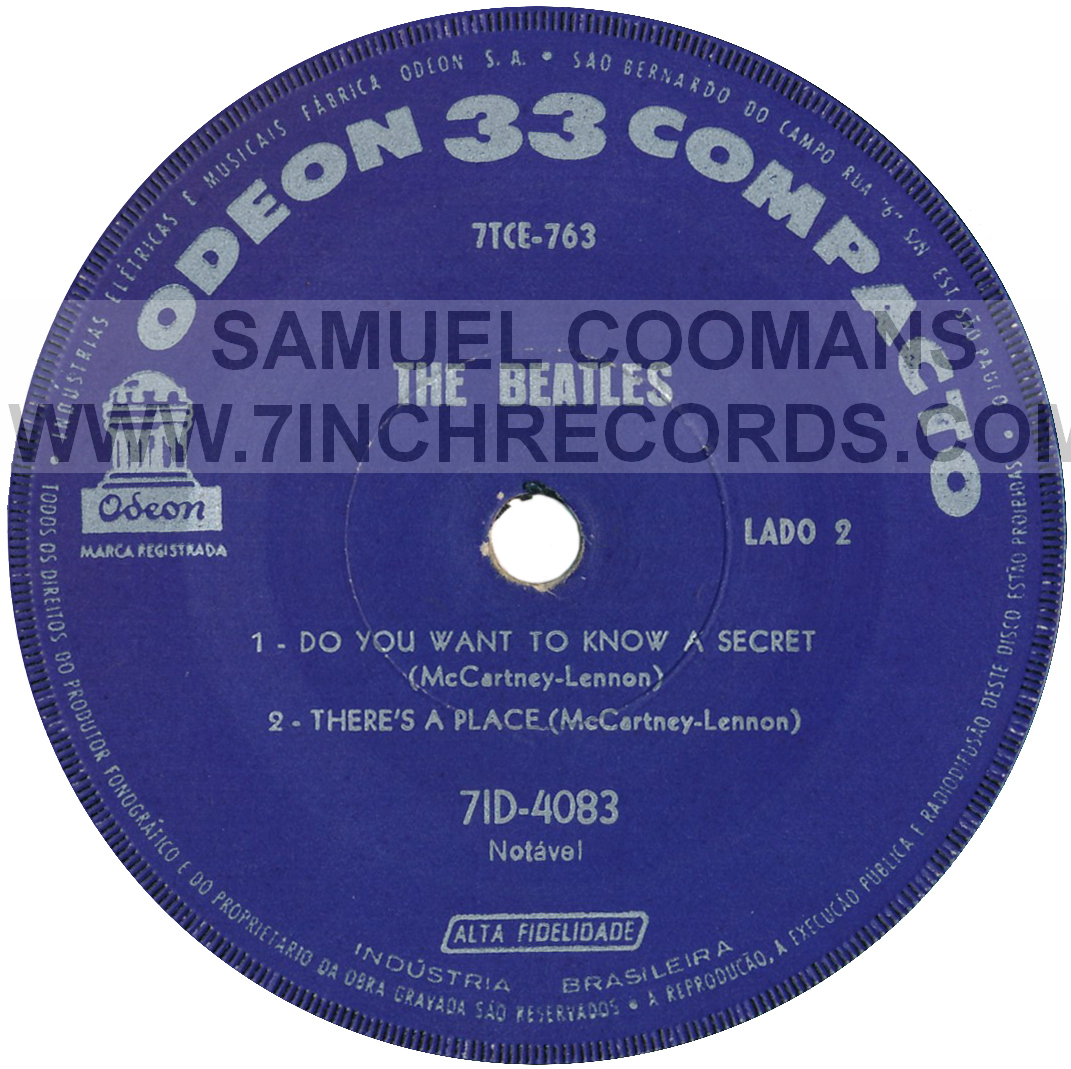 • INDÚSTRIAS ELÉTRICAS E MUSICAIS FÁBRICA ODEON S.A. • SÃO BERNARDO DO CAMPO RUA "6" S/N EST. SÃO PAULO •
ODEON 33 COMPACTO
7TCE-763
SAMUEL COOMANS
THE BEATLES
WWW.7INCHRECORDS.COM
Odeon
MARCA REGISTRADA
LADO 2
1 - DO YOU WANT TO KNOW A SECRET
(McCartney-Lennon)
2 - THERE'S A PLACE (McCartney-Lennon)
7ID-4083
Notável
ALTA FIDELIDADE
INDÚSTRIA BRASILEIRA
TODOS OS DIREITOS DO PRODUTOR FONOGRÁFICO E DO PROPRIETARIO DA OBRA GRAVADA SÃO RESERVADOS • A REPRODUCÃO, A EXECUCÃO PÚBLICA E RADIODIFUSÃO DESTE DISCO ESTÃO PROIBIDAS